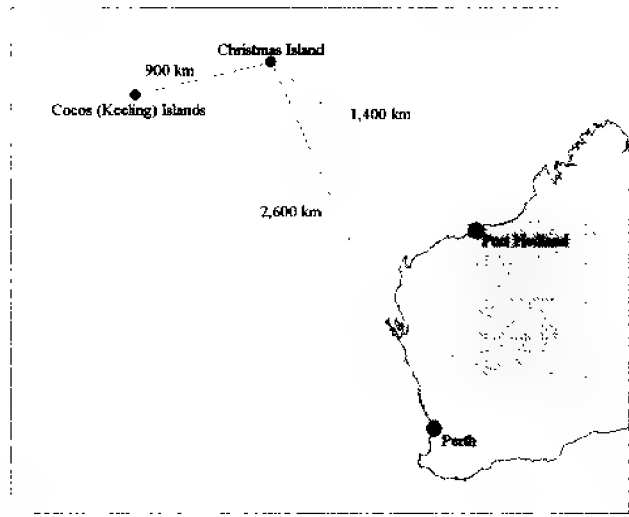 Christmas Island
900 km
Cocos (Keeling) Islands
1,400 km
2,600 km
Port Hedland
Perth